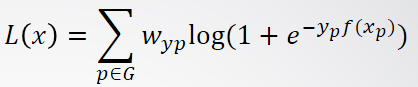 L(x) = ∑_{p∈G} w_{yp} log(1 + e^{-y_p f(x_p)})